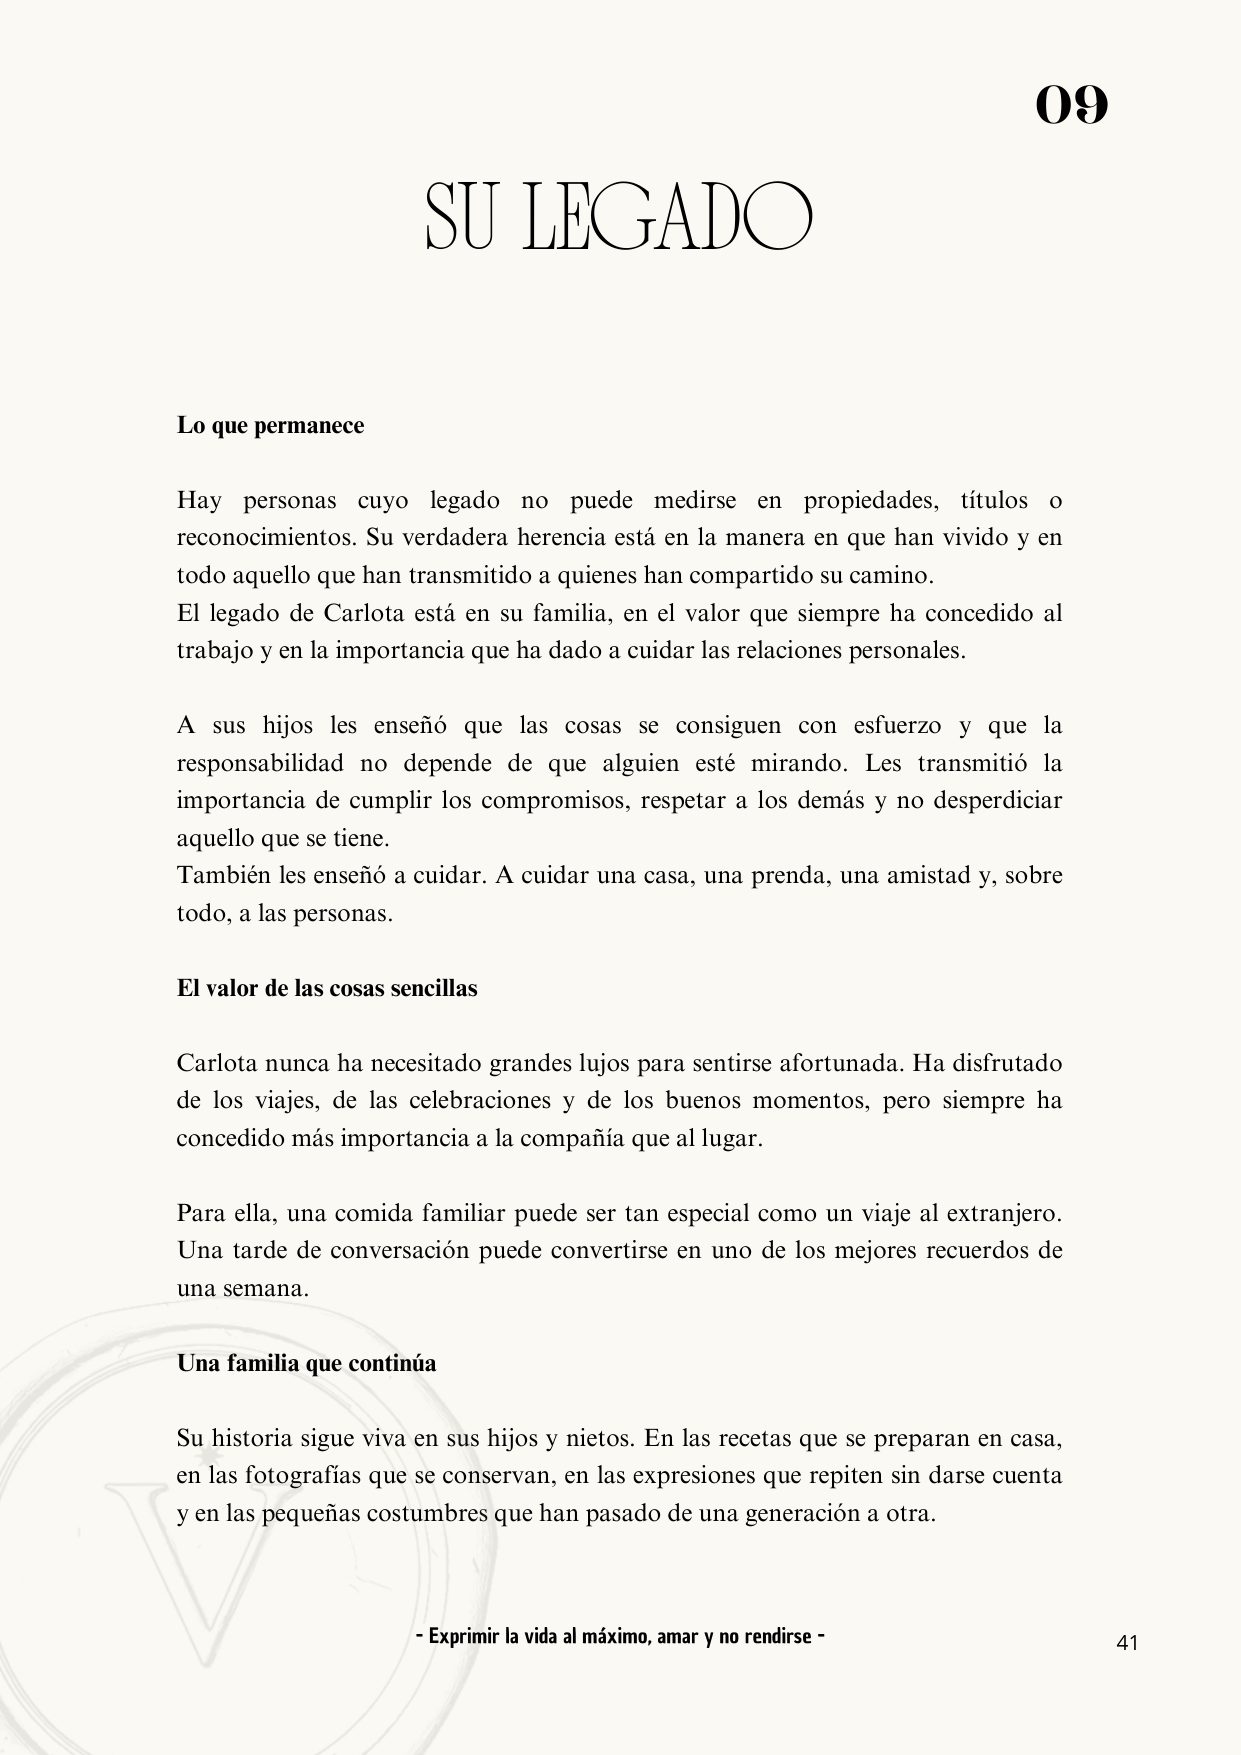 09
SU LEGADO
Lo que permanece
Hay personas cuyo legado no puede medirse en propiedades, títulos o
reconocimientos. Su verdadera herencia está en la manera en que han vivido y en
todo aquello que han transmitido a quienes han compartido su camino.
El legado de Carlota está en su familia, en el valor que siempre ha concedido al
trabajo y en la importancia que ha dado a cuidar las relaciones personales.
A sus hijos les enseñó que las cosas se consiguen con esfuerzo y que la
responsabilidad no depende de que alguien esté mirando. Les transmitió la
importancia de cumplir los compromisos, respetar a los demás y no desperdiciar
aquello que se tiene.
También les enseñó a cuidar. A cuidar una casa, una prenda, una amistad y, sobre
todo, a las personas.
El valor de las cosas sencillas
Carlota nunca ha necesitado grandes lujos para sentirse afortunada. Ha disfrutado
de los viajes, de las celebraciones y de los buenos momentos, pero siempre ha
concedido más importancia a la compañía que al lugar.
Para ella, una comida familiar puede ser tan especial como un viaje al extranjero.
Una tarde de conversación puede convertirse en uno de los mejores recuerdos de
una semana.
Una familia que continúa
Su historia sigue viva en sus hijos y nietos. En las recetas que se preparan en casa,
en las fotografías que se conservan, en las expresiones que repiten sin darse cuenta
y en las pequeñas costumbres que han pasado de una generación a otra.
V
- Exprimir la vida al máximo, amar y no rendirse -
41